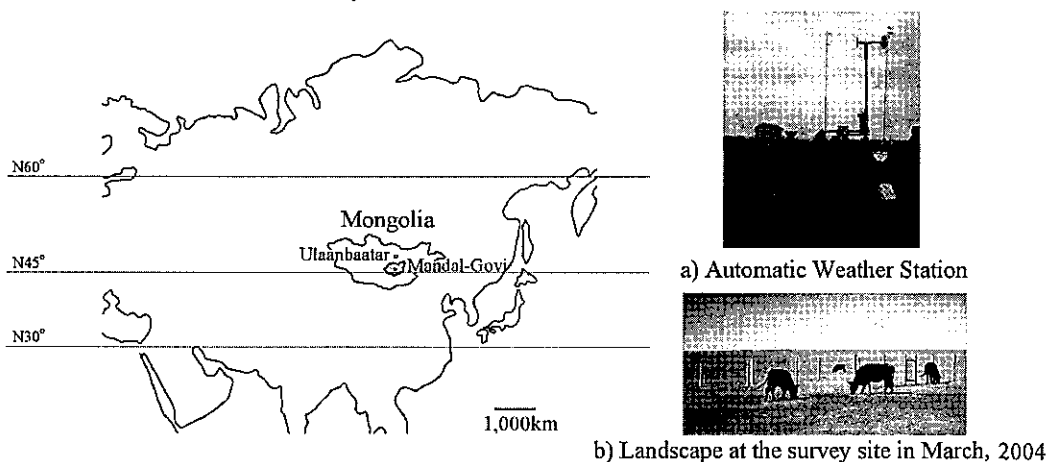 N60°
Mongolia
Ulaanbaatar
Mandal-Govi
N45°
N30°
1,000km
a) Automatic Weather Station
b) Landscape at the survey site in March, 2004